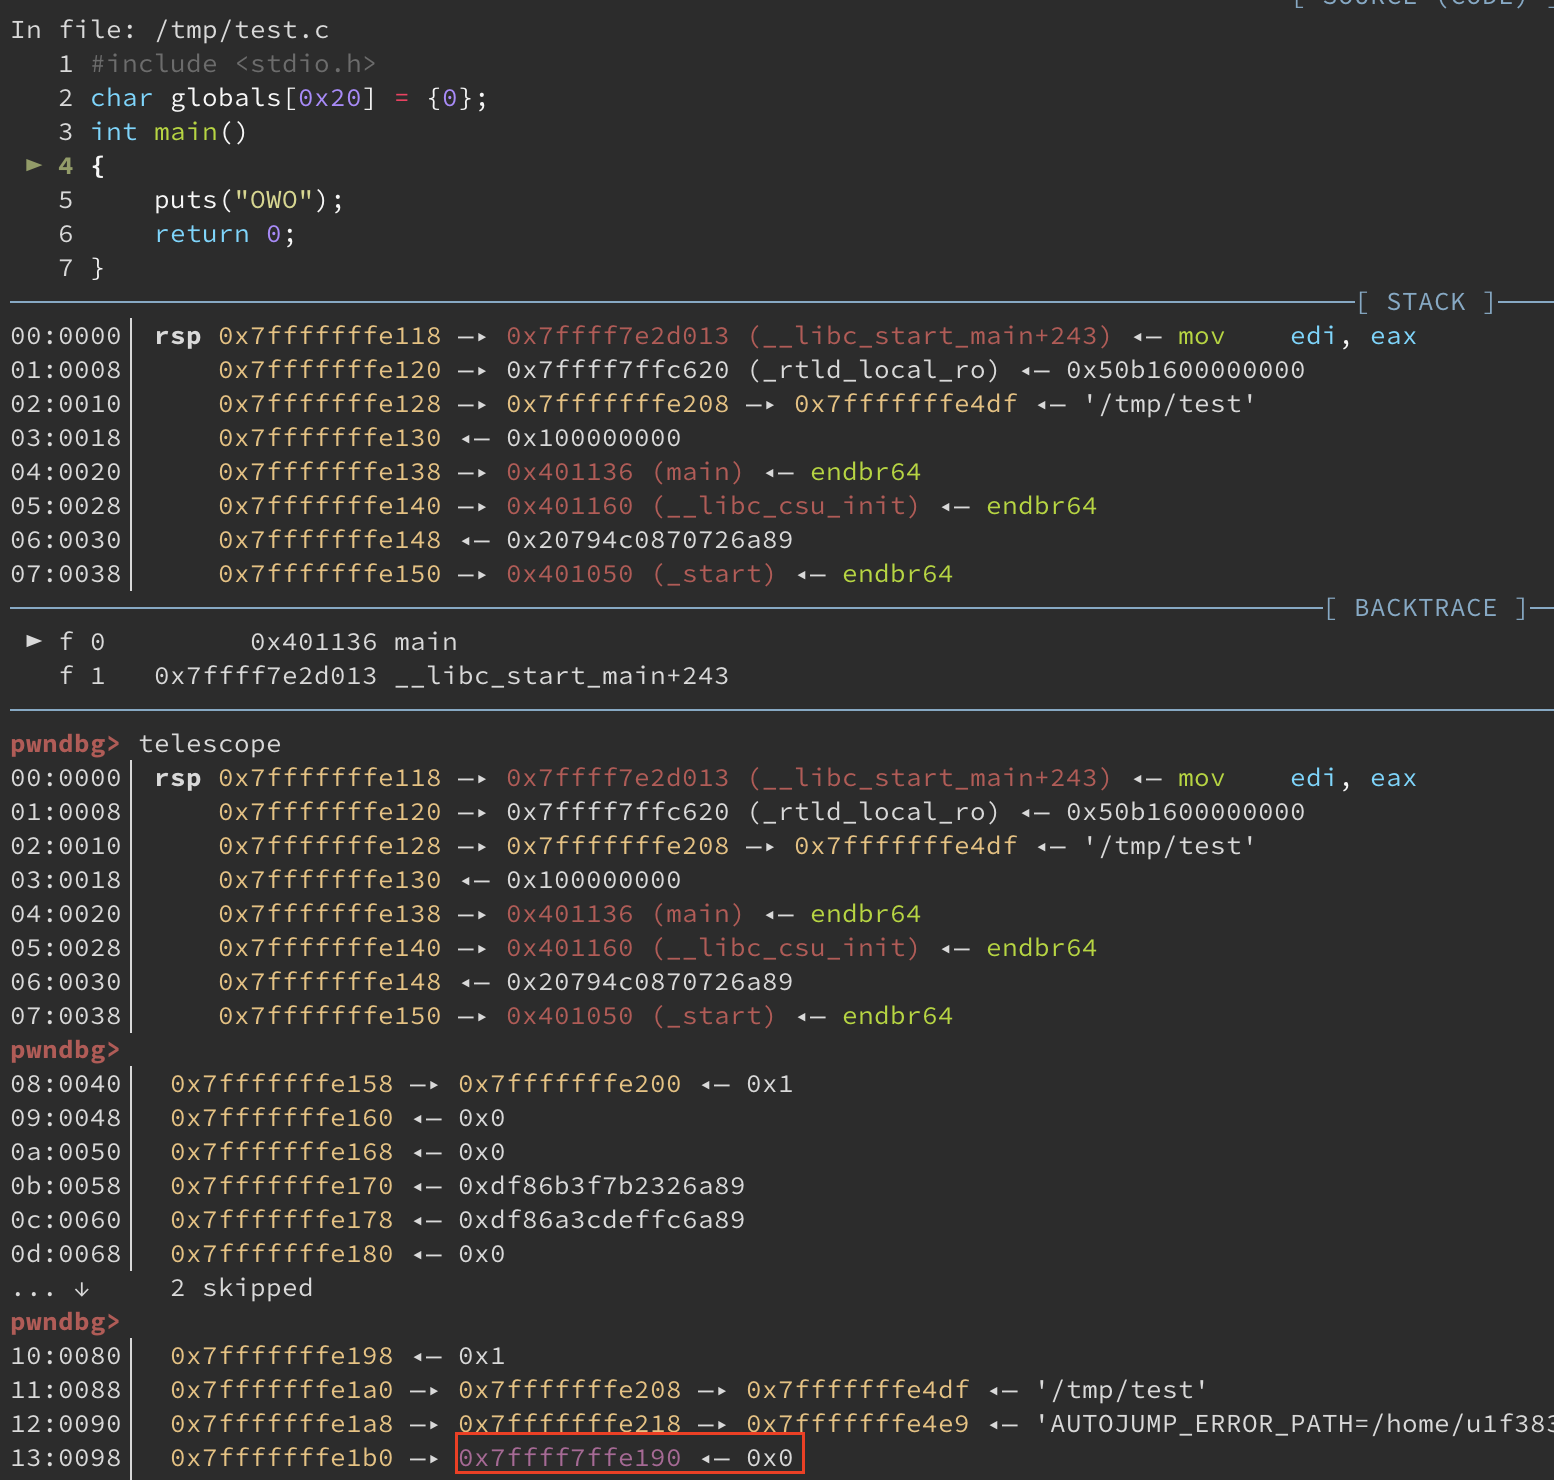 [ SOURCE (CODE) ]
In file: /tmp/test.c
   1 #include <stdio.h>
   2 char globals[0x20] = {0};
   3 int main()
 ► 4 {
   5     puts("OWO");
   6     return 0;
   7 }
[ STACK ]
00:0000│ rsp 0x7fffffffe118 —▸ 0x7ffff7e2d013 (__libc_start_main+243) ◂— mov    edi, eax
01:0008│     0x7fffffffe120 —▸ 0x7ffff7ffc620 (_rtld_local_ro) ◂— 0x50b1600000000
02:0010│     0x7fffffffe128 —▸ 0x7fffffffe208 —▸ 0x7fffffffe4df ◂— '/tmp/test'
03:0018│     0x7fffffffe130 ◂— 0x100000000
04:0020│     0x7fffffffe138 —▸ 0x401136 (main) ◂— endbr64
05:0028│     0x7fffffffe140 —▸ 0x401160 (__libc_csu_init) ◂— endbr64
06:0030│     0x7fffffffe148 ◂— 0x20794c0870726a89
07:0038│     0x7fffffffe150 —▸ 0x401050 (_start) ◂— endbr64
[ BACKTRACE ]
 ► f 0         0x401136 main
   f 1   0x7ffff7e2d013 __libc_start_main+243
pwndbg> telescope
00:0000│ rsp 0x7fffffffe118 —▸ 0x7ffff7e2d013 (__libc_start_main+243) ◂— mov    edi, eax
01:0008│     0x7fffffffe120 —▸ 0x7ffff7ffc620 (_rtld_local_ro) ◂— 0x50b1600000000
02:0010│     0x7fffffffe128 —▸ 0x7fffffffe208 —▸ 0x7fffffffe4df ◂— '/tmp/test'
03:0018│     0x7fffffffe130 ◂— 0x100000000
04:0020│     0x7fffffffe138 —▸ 0x401136 (main) ◂— endbr64
05:0028│     0x7fffffffe140 —▸ 0x401160 (__libc_csu_init) ◂— endbr64
06:0030│     0x7fffffffe148 ◂— 0x20794c0870726a89
07:0038│     0x7fffffffe150 —▸ 0x401050 (_start) ◂— endbr64
pwndbg>
08:0040│  0x7fffffffe158 —▸ 0x7fffffffe200 ◂— 0x1
09:0048│  0x7fffffffe160 ◂— 0x0
0a:0050│  0x7fffffffe168 ◂— 0x0
0b:0058│  0x7fffffffe170 ◂— 0xdf86b3f7b2326a89
0c:0060│  0x7fffffffe178 ◂— 0xdf86a3cdeffc6a89
0d:0068│  0x7fffffffe180 ◂— 0x0
... ↓     2 skipped
pwndbg>
10:0080│  0x7fffffffe198 ◂— 0x1
11:0088│  0x7fffffffe1a0 —▸ 0x7fffffffe208 —▸ 0x7fffffffe4df ◂— '/tmp/test'
12:0090│  0x7fffffffe1a8 —▸ 0x7fffffffe218 —▸ 0x7fffffffe4e9 ◂— 'AUTOJUMP_ERROR_PATH=/home/u1f383
13:0098│  0x7fffffffe1b0 —▸ 0x7ffff7ffe190 ◂— 0x0